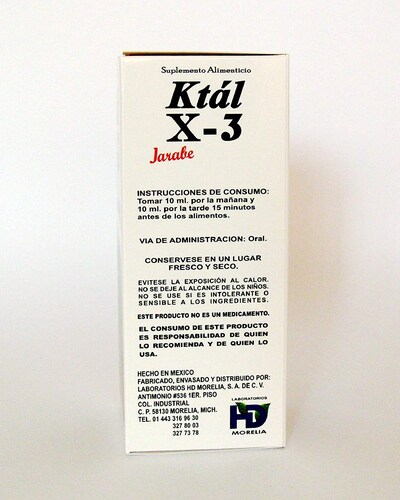 Suplemento Alimenticio
Ktál
X-3
Jarabe
INSTRUCCIONES DE CONSUMO:
Tomar 10 ml. por la mañana y
10 ml. por la tarde 15 minutos
antes de los alimentos.
VIA DE ADMINISTRACION: Oral.
CONSERVESE EN UN LUGAR
FRESCO Y SECO.
EVITESE LA EXPOSICIÓN AL CALOR.
NO SE DEJE AL ALCANCE DE LOS NIÑOS.
NO SE USE SI ES INTOLERANTE O
SENSIBLE A LOS INGREDIENTES.
ESTE PRODUCTO NO ES UN MEDICAMENTO.
EL CONSUMO DE ESTE PRODUCTO
ES RESPONSABILIDAD DE QUIEN
LO RECOMIENDA Y DE QUIEN LO
USA.
HECHO EN MEXICO
FABRICADO, ENVASADO Y DISTRIBUIDO POR:
LABORATORIOS HD MORELIA, S.A. DE C. V.
ANTIMONIO #536 1ER. PISO
COL. INDUSTRIAL
C. P. 58130 MORELIA, MICH.
TEL. 01 443 316 96 30
327 80 03
327 73 78
LABORATORIOS
HD
MORELIA